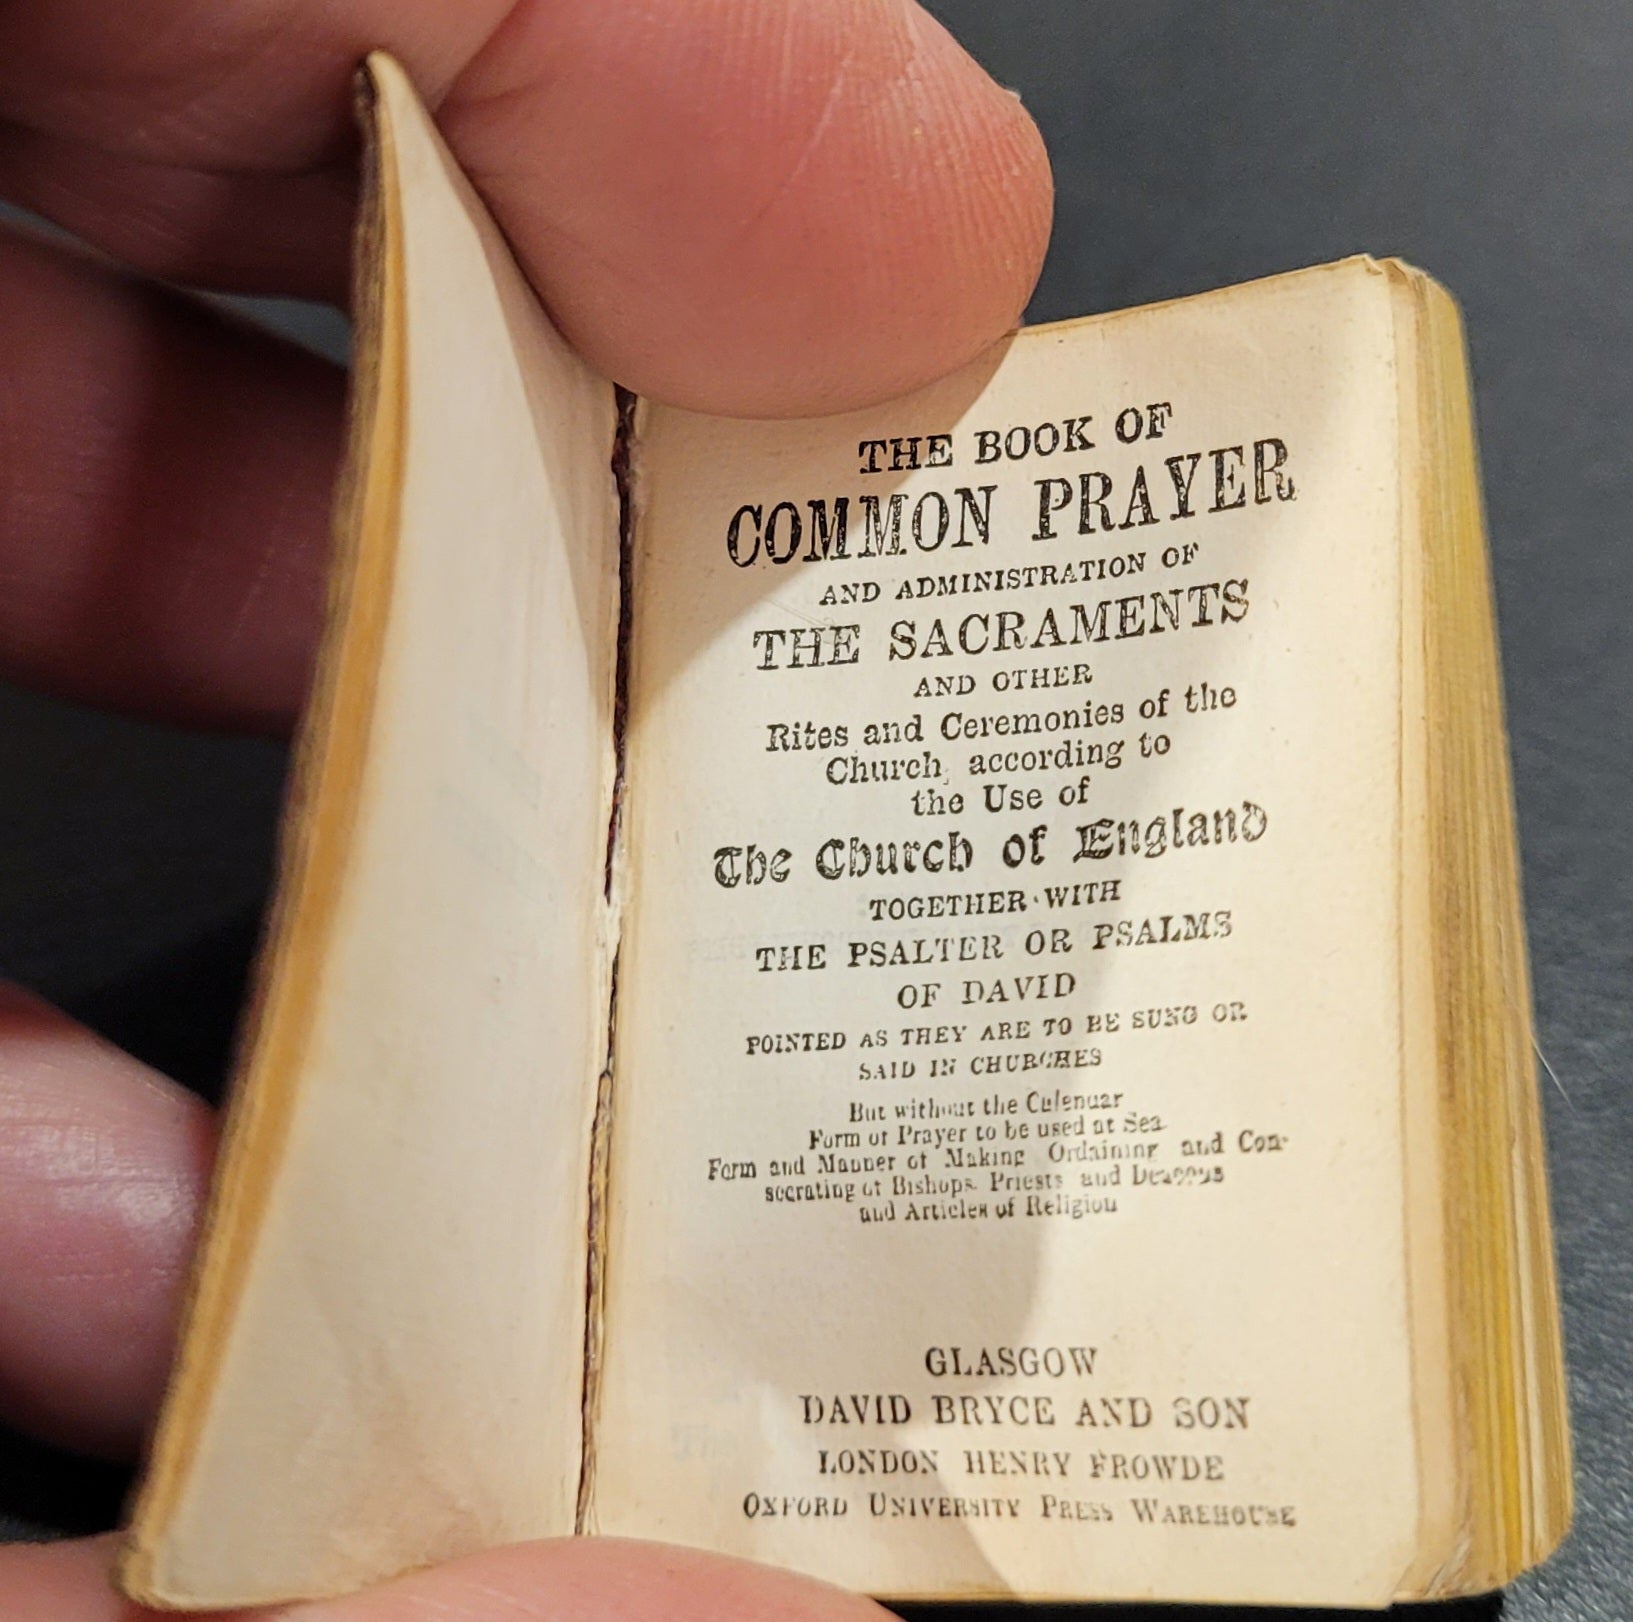 THE BOOK OF
COMMON PRAYER
AND ADMINISTRATION OF
THE SACRAMENTS
AND OTHER
Rites and Ceremonies of the
Church, according to
the Use of
The Church of England
TOGETHER WITH
THE PSALTER OR PSALMS
OF DAVID
POINTED AS THEY ARE TO BE SUNG OR
SAID IN CHURCHES
But without the Calendar
Form of Prayer to be used at Sea
Form and Manner of Making Ordaining and Con-
secrating of Bishops Priests and Deacons
and Articles of Religion
GLASGOW
DAVID BRYCE AND SON
LONDON HENRY FROWDE
OXFORD UNIVERSITY PRESS WAREHOUSE